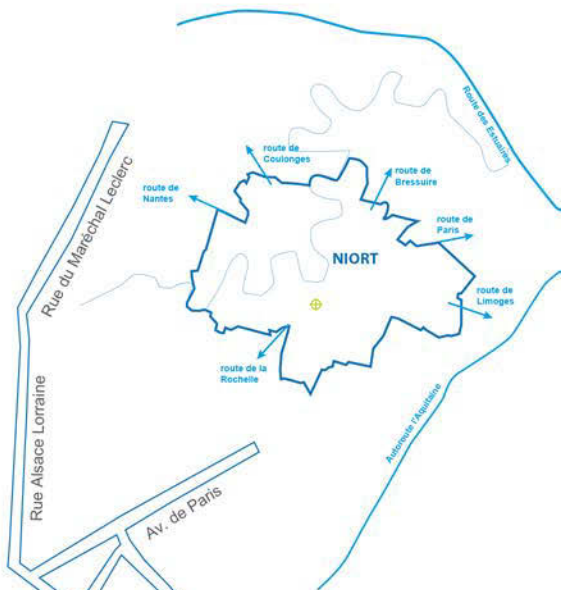 Route des Estuaires
route de
Coulonges
route de
Bressuire
route de
Nantes
route de
Paris
NIORT
route de
Limoges
Rue du Maréchal Leclerc
route de la
Rochelle
Autoroute l'Aquitaine
Rue Alsace Lorraine
Av. de Paris